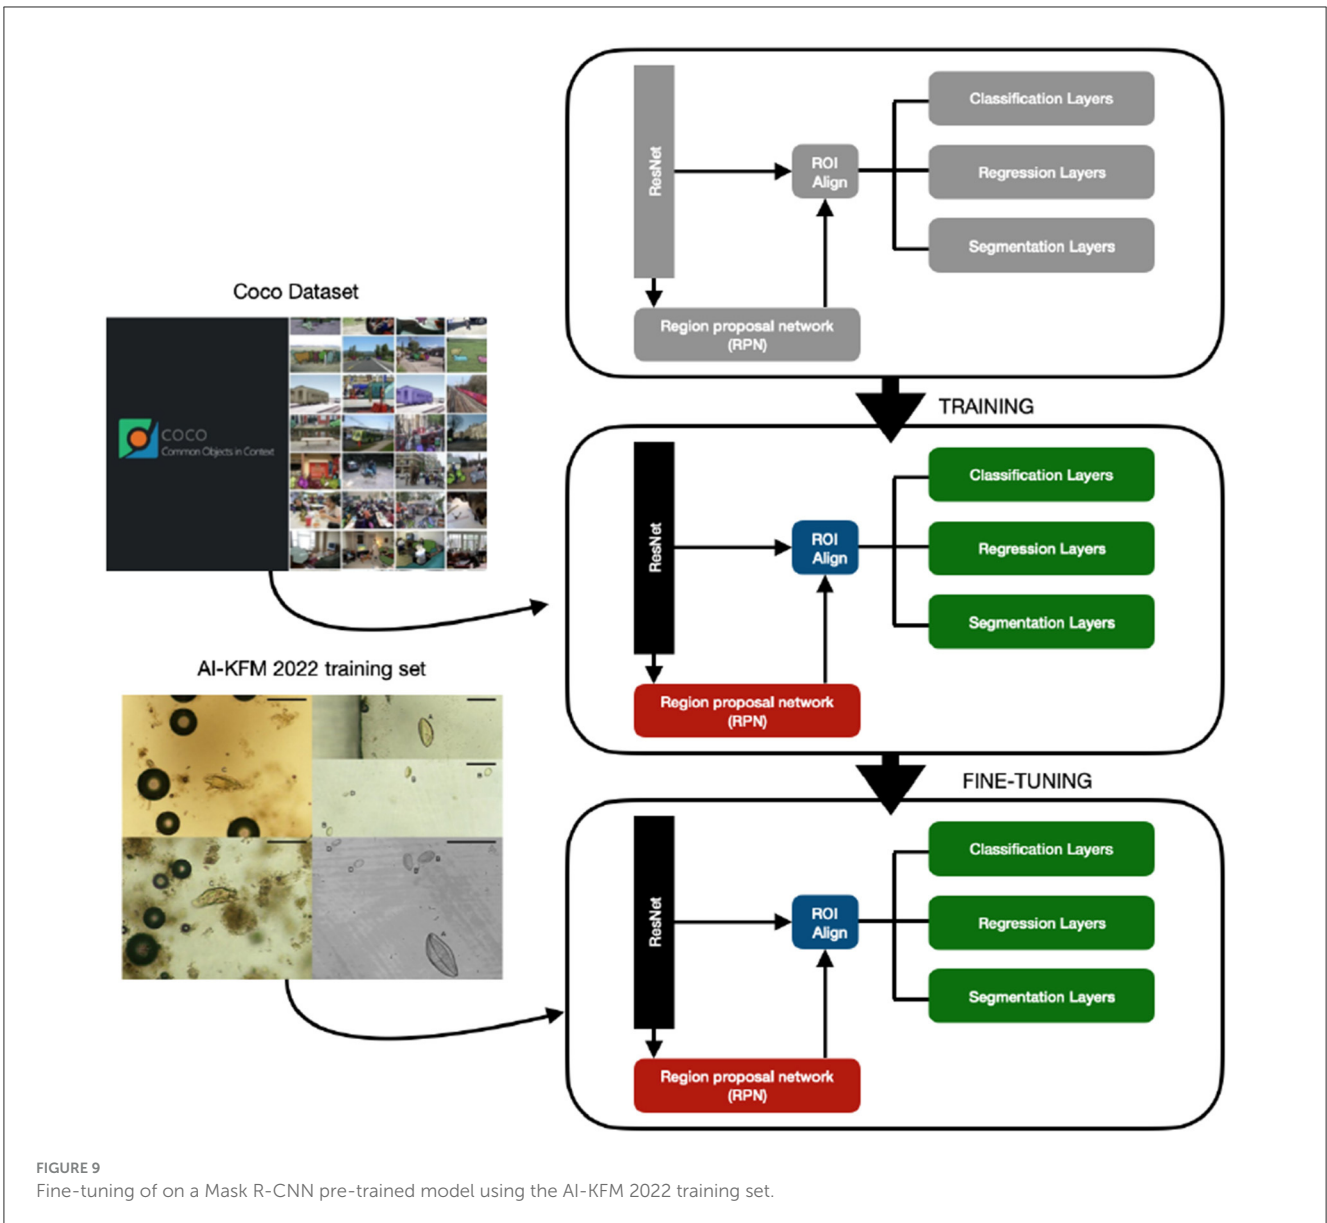 ResNet
ROI
Align
Classification Layers
Regression Layers
Segmentation Layers
Region proposal network
(RPN)
TRAINING
Coco Dataset
COCO
Common Objects in Context
ResNet
ROI
Align
Classification Layers
Regression Layers
Segmentation Layers
Region proposal network
(RPN)
FINE-TUNING
AI-KFM 2022 training set
ResNet
ROI
Align
Classification Layers
Regression Layers
Segmentation Layers
Region proposal network
(RPN)
FIGURE 9
Fine-tuning of on a Mask R-CNN pre-trained model using the AI-KFM 2022 training set.